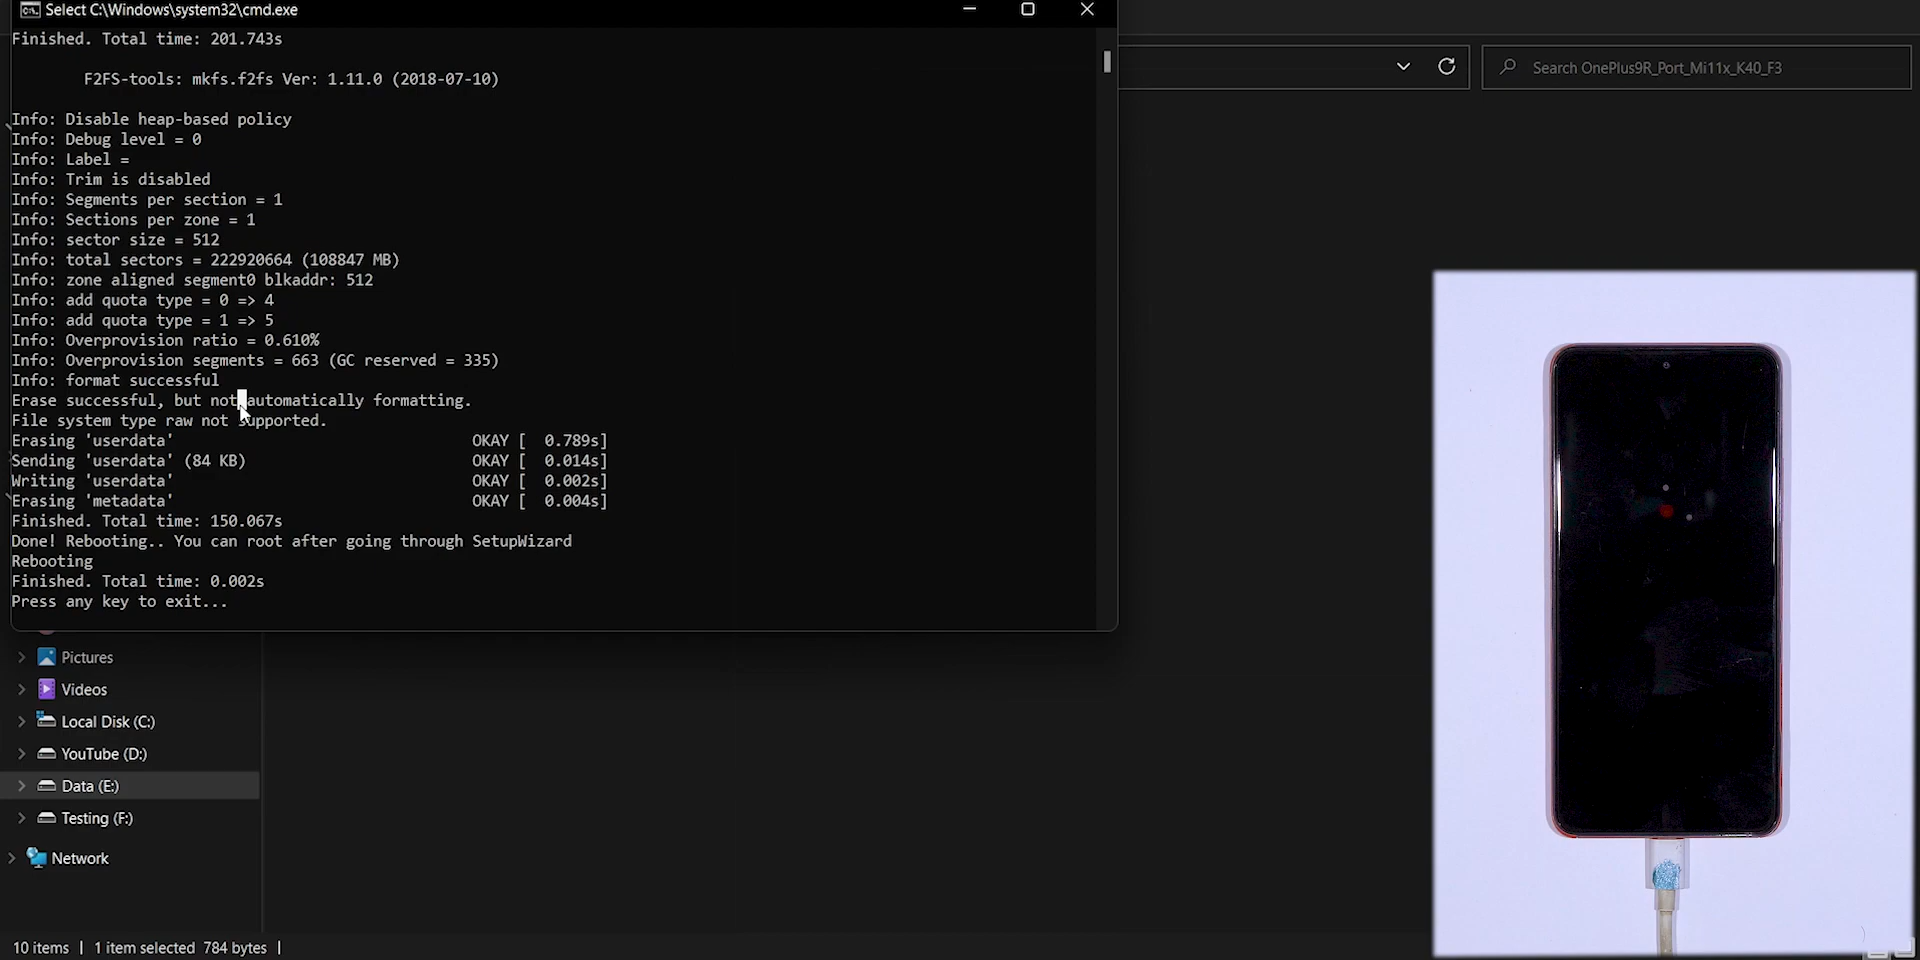 Select C:\Windows\system32\cmd.exe
Finished. Total time: 201.743s
F2FS-tools: mkfs.f2fs Ver: 1.11.0 (2018-07-10)
Info: Disable heap-based policy
Info: Debug level = 0
Info: Label =
Info: Trim is disabled
Info: Segments per section = 1
Info: Sections per zone = 1
Info: sector size = 512
Info: total sectors = 222920664 (108847 MB)
Info: zone aligned segment0 blkaddr: 512
Info: add quota type = 0 => 4
Info: add quota type = 1 => 5
Info: Overprovision ratio = 0.610%
Info: Overprovision segments = 663 (GC reserved = 335)
Info: format successful
Erase successful, but not automatically formatting.
File system type raw not supported.
Erasing 'userdata' OKAY [ 0.789s]
Sending 'userdata' (84 KB) OKAY [ 0.014s]
Writing 'userdata' OKAY [ 0.002s]
Erasing 'metadata' OKAY [ 0.004s]
Finished. Total time: 150.067s
Done! Rebooting.. You can root after going through SetupWizard
Rebooting
Finished. Total time: 0.002s
Press any key to exit...
Search OnePlus9R_Port_Mi11x_K40_F3
Pictures
Videos
Local Disk (C:)
YouTube (D:)
Data (E:)
Testing (F:)
Network
10 items | 1 item selected 784 bytes |